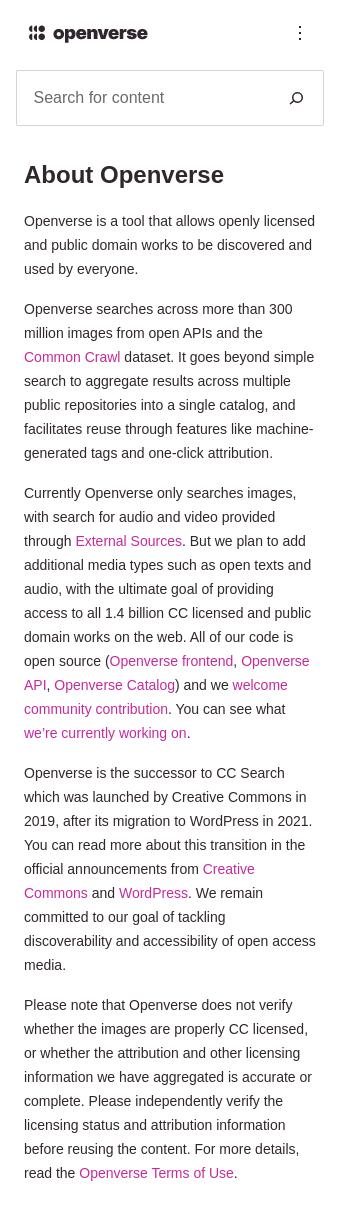 openverse
Search for content
About Openverse
Openverse is a tool that allows openly licensed
and public domain works to be discovered and
used by everyone.
Openverse searches across more than 300
million images from open APIs and the
Common Crawl dataset. It goes beyond simple
search to aggregate results across multiple
public repositories into a single catalog, and
facilitates reuse through features like machine-
generated tags and one-click attribution.
Currently Openverse only searches images,
with search for audio and video provided
through External Sources. But we plan to add
additional media types such as open texts and
audio, with the ultimate goal of providing
access to all 1.4 billion CC licensed and public
domain works on the web. All of our code is
open source (Openverse frontend, Openverse
API, Openverse Catalog) and we welcome
community contribution. You can see what
we’re currently working on.
Openverse is the successor to CC Search
which was launched by Creative Commons in
2019, after its migration to WordPress in 2021.
You can read more about this transition in the
official announcements from Creative
Commons and WordPress. We remain
committed to our goal of tackling
discoverability and accessibility of open access
media.
Please note that Openverse does not verify
whether the images are properly CC licensed,
or whether the attribution and other licensing
information we have aggregated is accurate or
complete. Please independently verify the
licensing status and attribution information
before reusing the content. For more details,
read the Openverse Terms of Use.